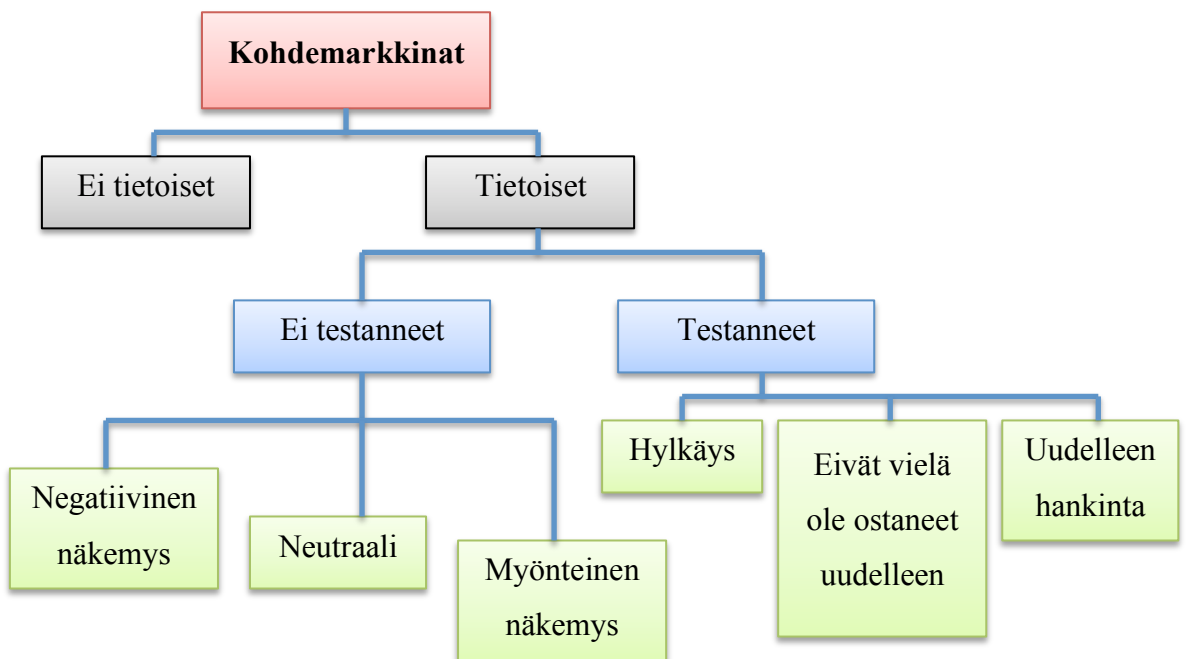 Kohdemarkkinat
Ei tietoiset
Tietoiset
Ei testanneet
Testanneet
Negatiivinen
näkemys
Neutraali
Myönteinen
näkemys
Hylkäys
Eivät vielä
ole ostaneet
uudelleen
Uudelleen
hankinta